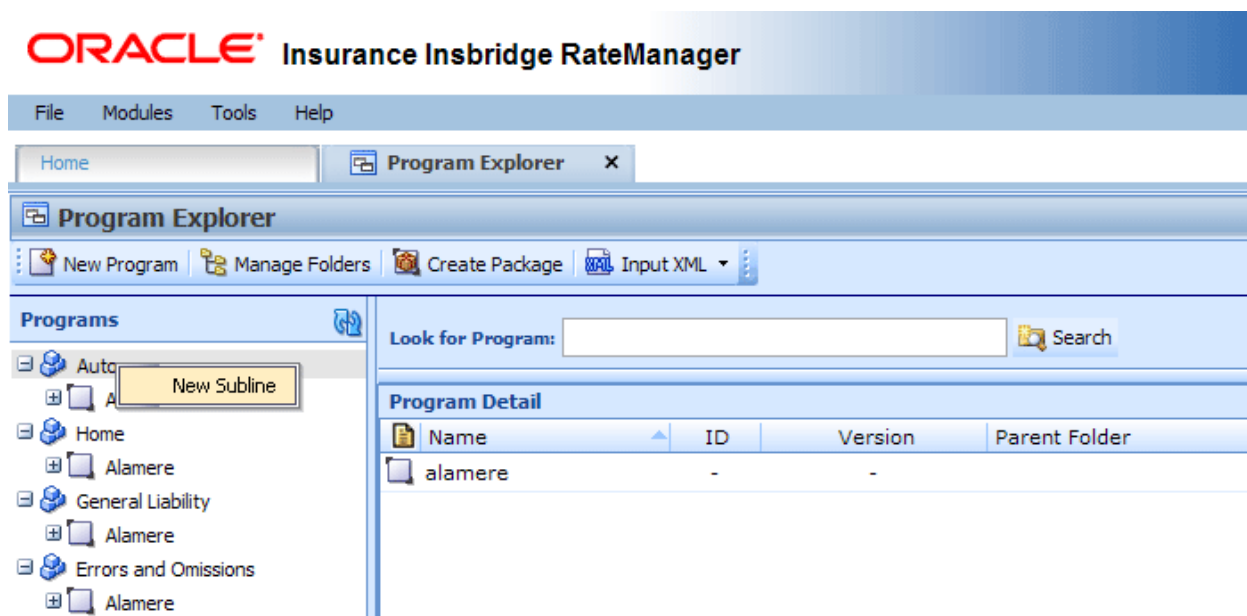 ORACLE Insurance Insbridge RateManager
File Modules Tools Help
Home Program Explorer x
Program Explorer
New Program Manage Folders Create Package XML Input XML
Programs
Look for Program: Search
Auto
New Subline
A
Home
Alamere
General Liability
Alamere
Errors and Omissions
Alamere
Program Detail
Name ID Version Parent Folder
alamere - -